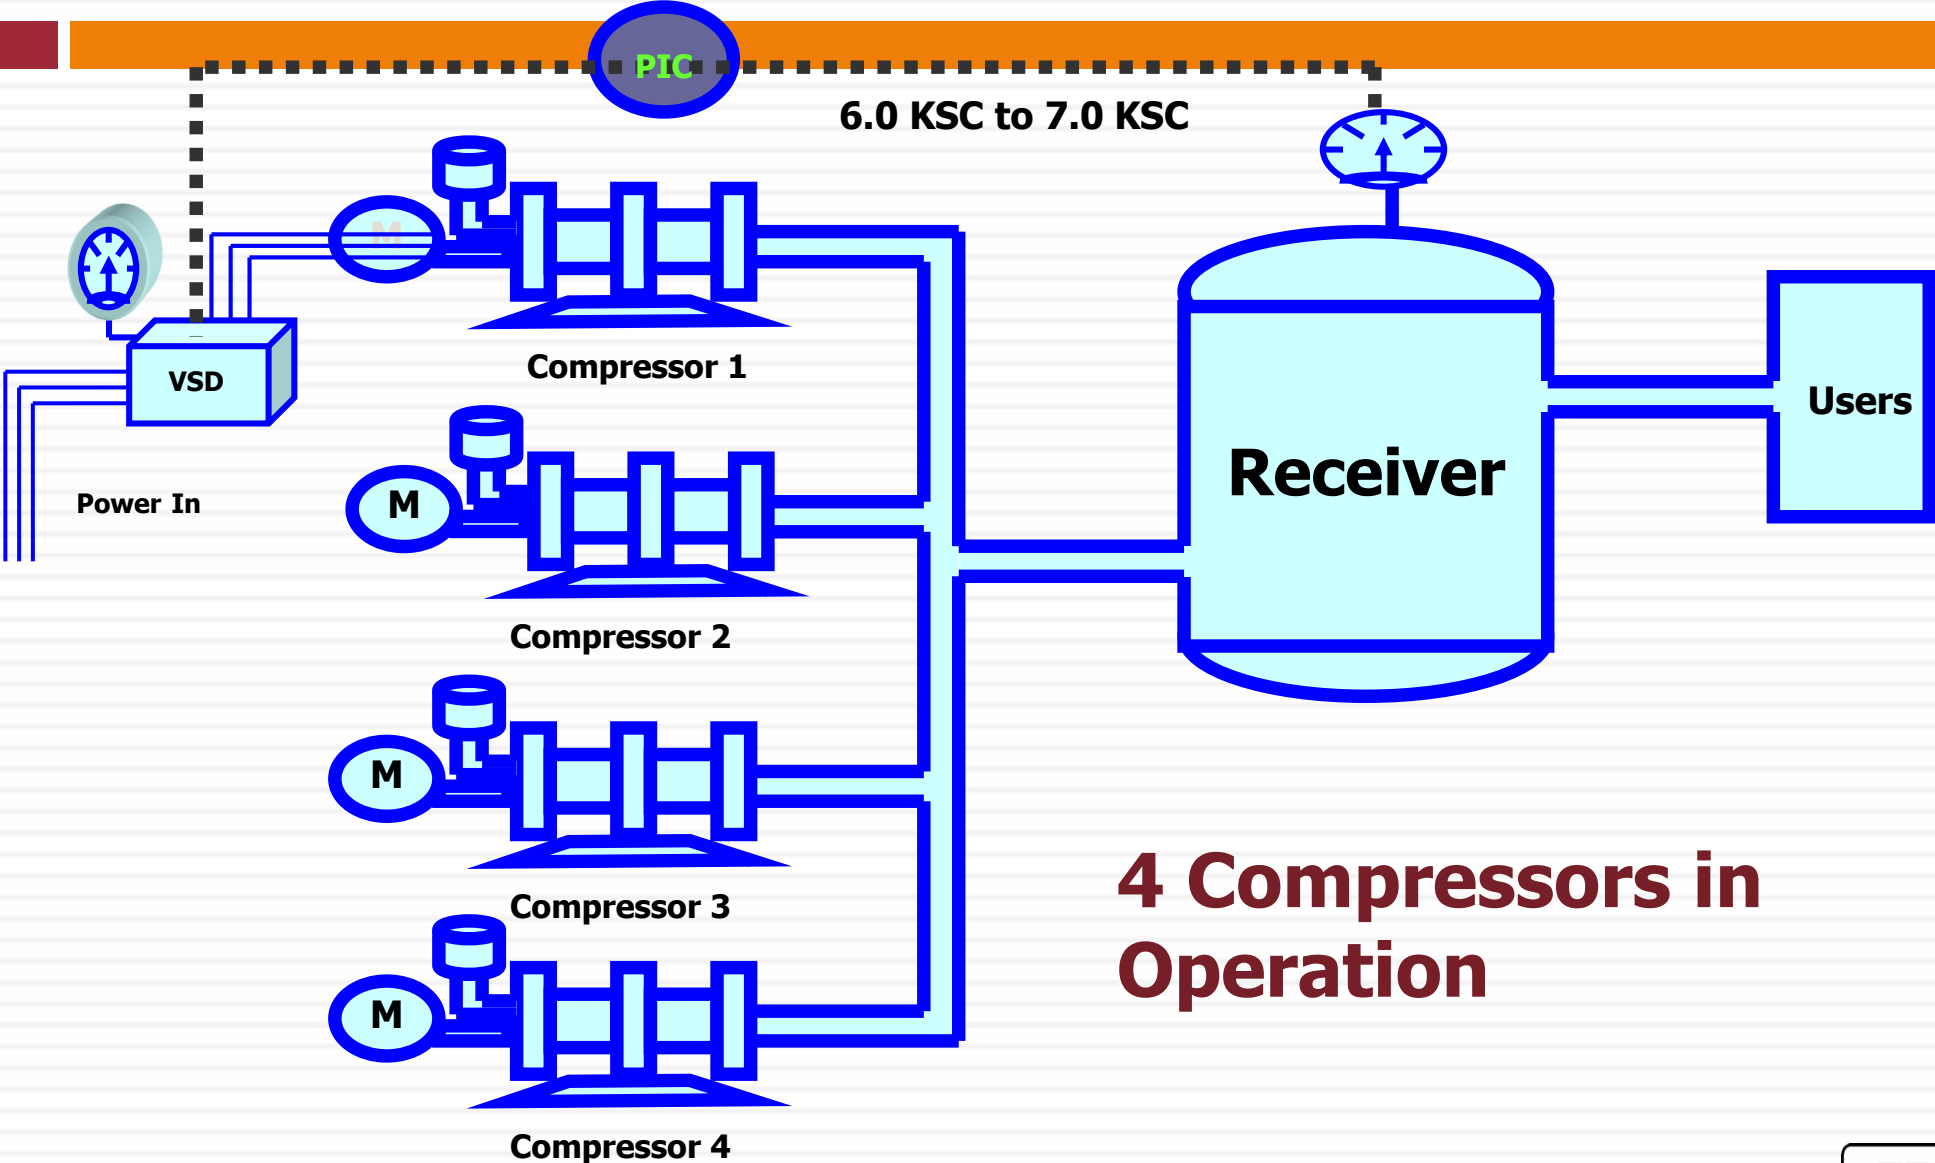 PIC
6.0 KSC to 7.0 KSC
M
Compressor 1
VSD
Users
Receiver
M
Power In
Compressor 2
M
4 Compressors in
Operation
Compressor 3
M
Compressor 4